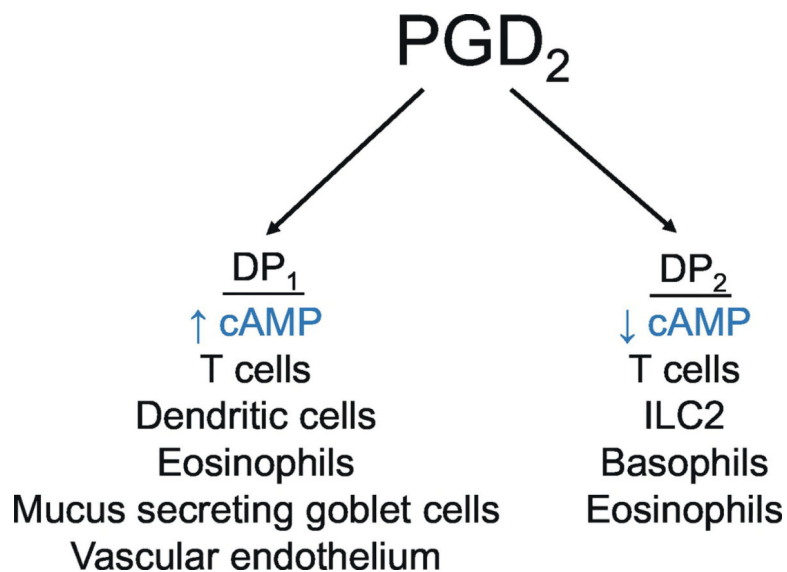 PGD₂
DP₁
↑ cAMP
T cells
Dendritic cells
Eosinophils
Mucus secreting goblet cells
Vascular endothelium
DP₂
↓ cAMP
T cells
ILC2
Basophils
Eosinophils